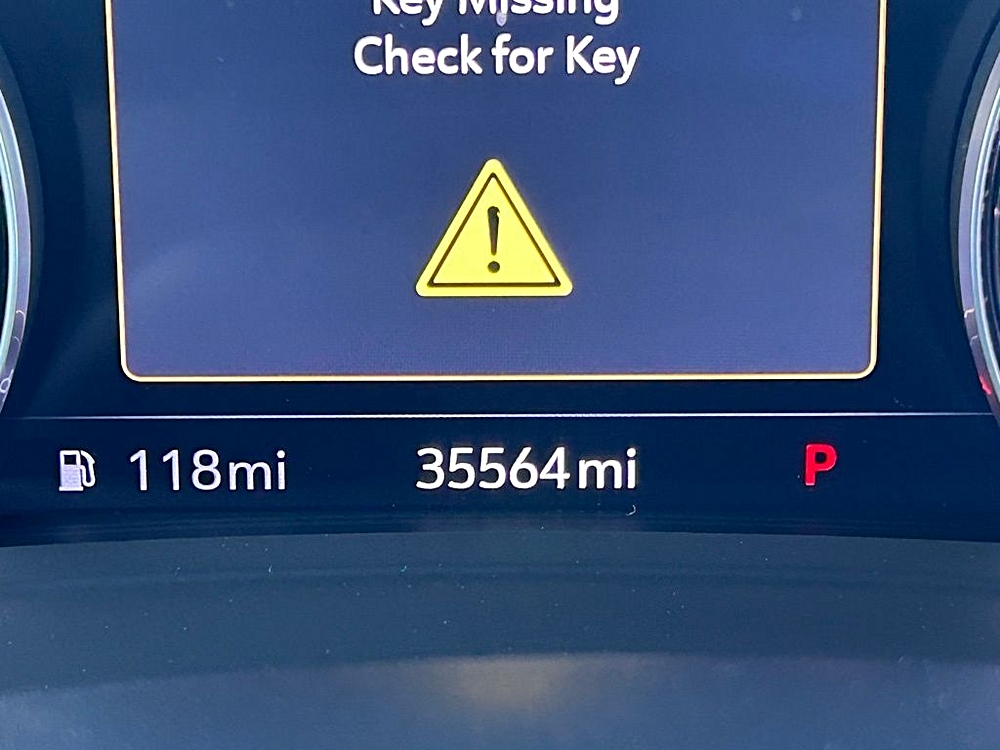 Key Missing
Check for Key
118mi 35564mi P